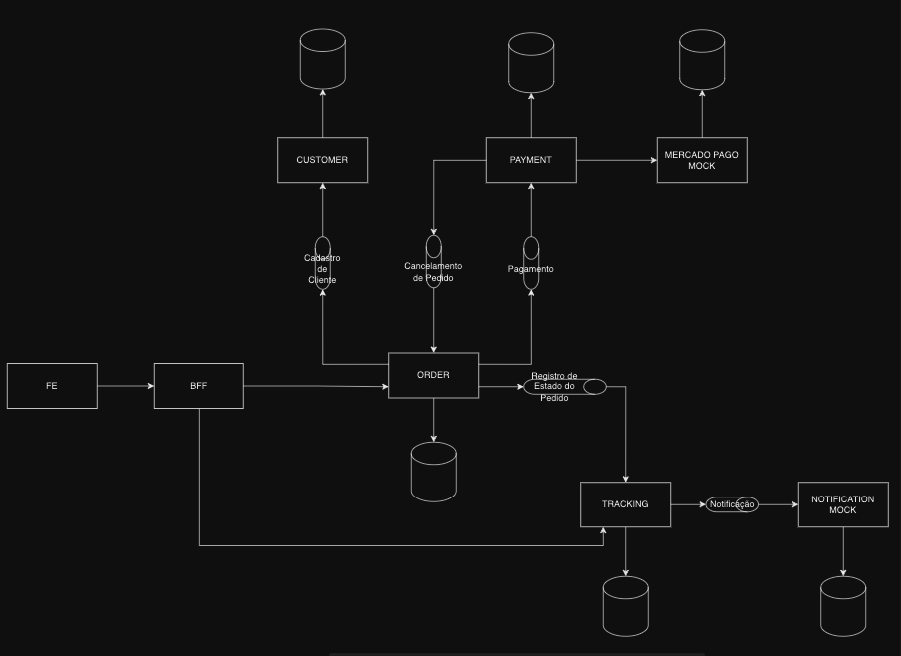 CUSTOMER
PAYMENT
MERCADO PAGO
MOCK
Cadastro
de
Cliente
Cancelamento
de Pedido
Pagamento
FE
BFF
ORDER
Registro de
Estado do
Pedido
TRACKING
Notificação
NOTIFICATION
MOCK